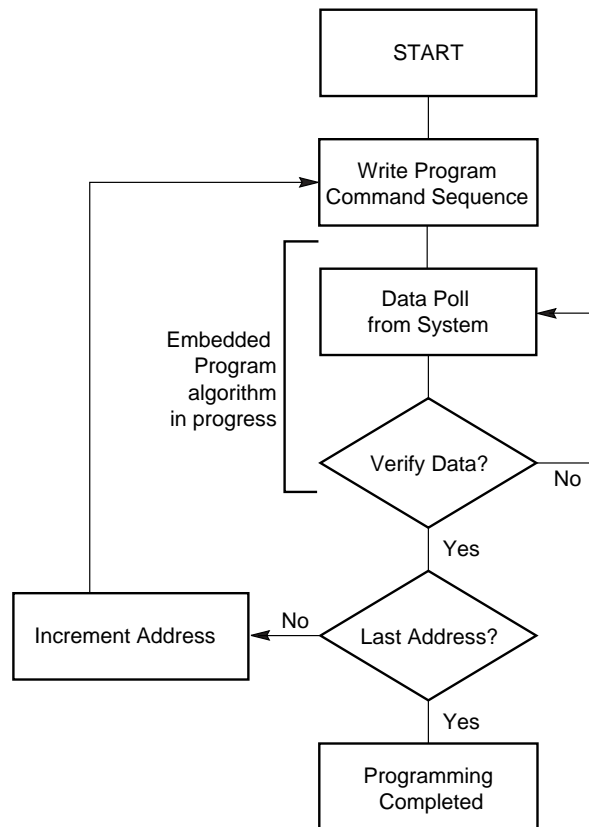 START
Write Program
Command Sequence
Data Poll
from System
Embedded
Program
algorithm
in progress
Verify Data?
No
Yes
Last Address?
No
Increment Address
Yes
Programming
Completed